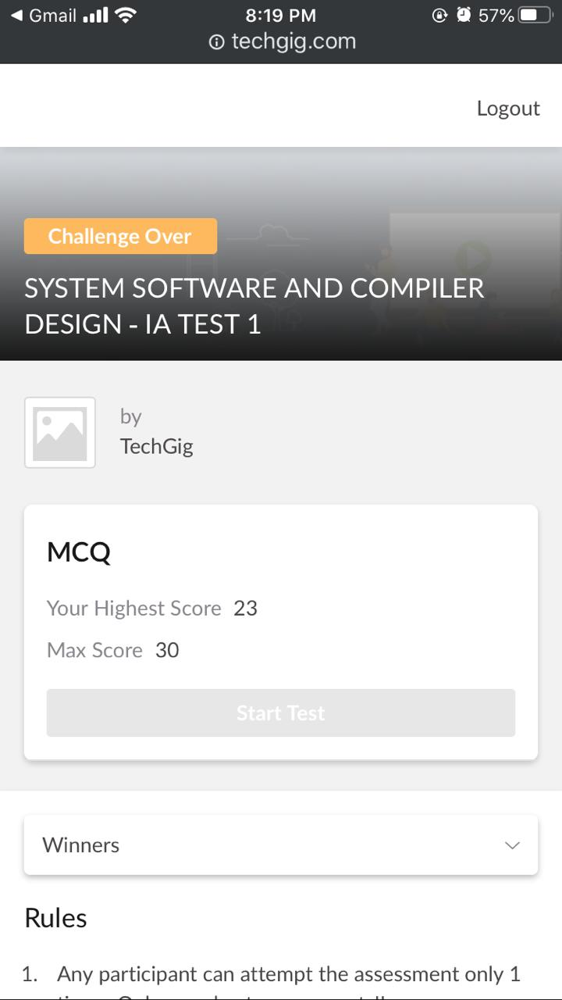 Gmail 8:19 PM 57%
techgig.com
Logout
Challenge Over
SYSTEM SOFTWARE AND COMPILER
DESIGN - IA TEST 1
by
TechGig
MCQ
Your Highest Score 23
Max Score 30
Start Test
Winners
Rules
1. Any participant can attempt the assessment only 1